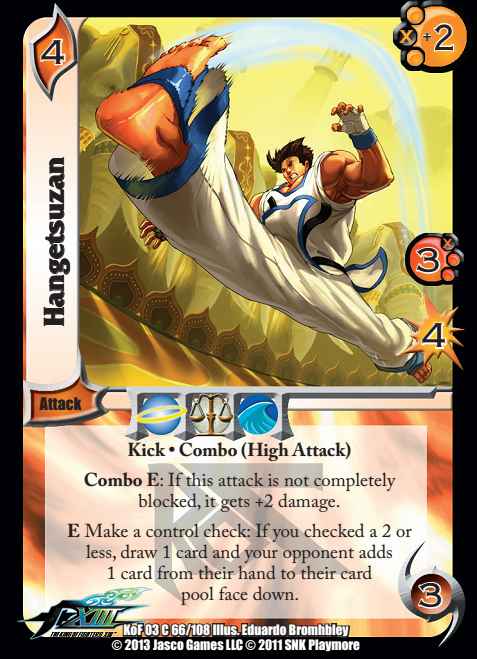 4
+2
X
Hangetsuzan
3
X
4
Attack
Kick • Combo (High Attack)
Combo E: If this attack is not completely
blocked, it gets +2 damage.
E Make a control check: If you checked a 2 or
less, draw 1 card and your opponent adds
1 card from their hand to their card
pool face down.
3
XIII
KoF 03 C 66/108 Illus. Eduardo Bromhbley
© 2013 Jasco Games LLC © 2011 SNK Playmore